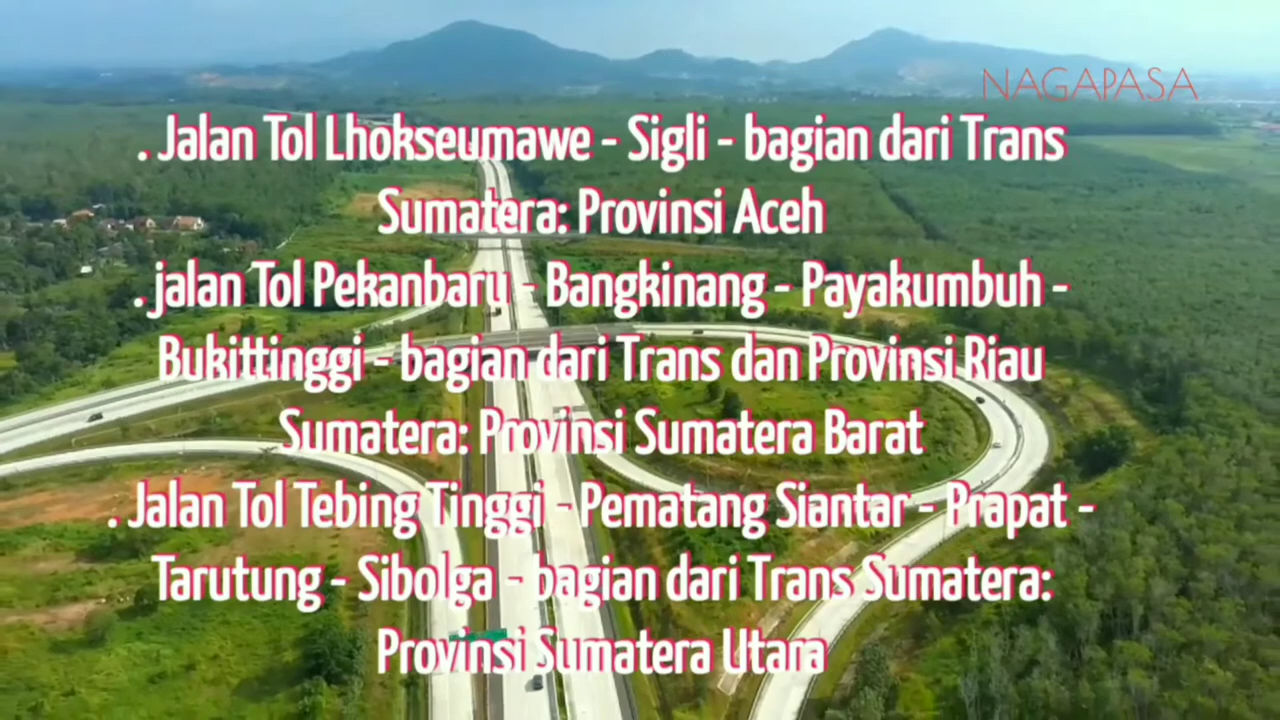 NAGAPASA
. Jalan Tol Lhokseumawe - Sigli - bagian dari Trans
Sumatera: Provinsi Aceh
. jalan Tol Pekanbaru - Bangkinang - Payakumbuh -
Bukittinggi - bagian dari Trans dan Provinsi Riau
Sumatera: Provinsi Sumatera Barat
. Jalan Tol Tebing Tinggi - Pematang Siantar - Prapat -
Tarutung - Sibolga - bagian dari Trans Sumatera:
Provinsi Sumatera Utara